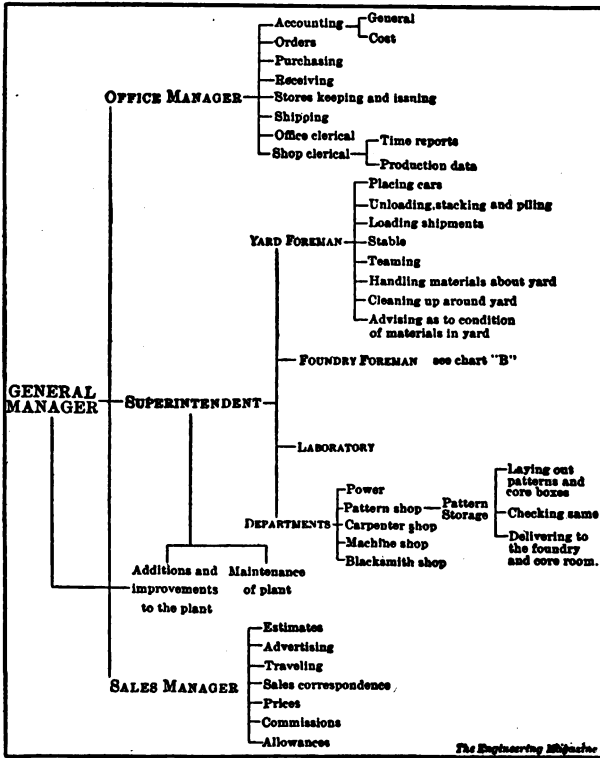 Accounting
General
Cost
Orders
Purchasing
Receiving
OFFICE MANAGER
Stores keeping and issuing
Shipping
Office clerical
Shop clerical
Time reports
Production data
Placing cars
Unloading, stacking and piling
Loading shipments
YARD FOREMAN
Stable
Teaming
Handling materials about yard
Cleaning up around yard
Advising as to condition
of materials in yard
FOUNDRY FOREMAN see chart "B"
GENERAL
MANAGER
SUPERINTENDENT
LABORATORY
DEPARTMENTS
Power
Pattern shop
Carpenter shop
Machine shop
Blacksmith shop
Pattern
Storage
Laying out
patterns and
core boxes
Checking same
Delivering to
the foundry
and core room.
Additions and
improvements
to the plant
Maintenance
of plant
SALES MANAGER
Estimates
Advertising
Traveling
Sales correspondence
Prices
Commissions
Allowances
The Engineering Magazine